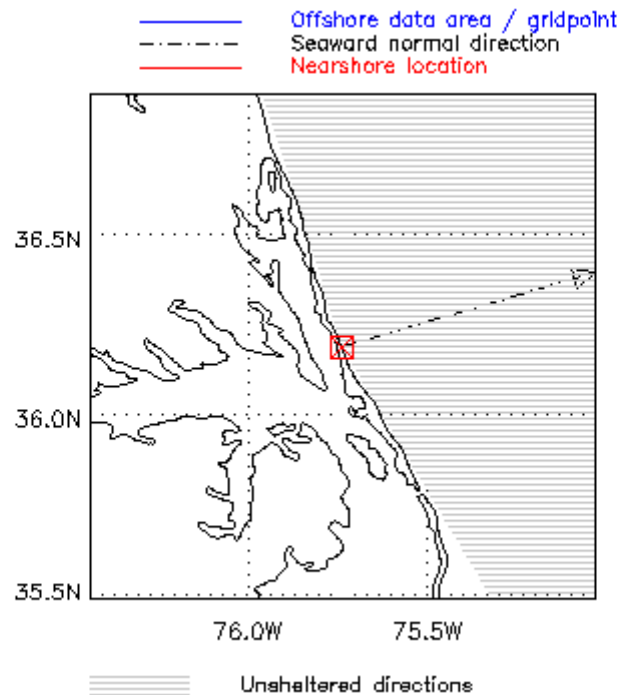 Offshore data area / gridpoint
Seaward normal direction
Nearshore location
36.5N
36.0N
35.5N
76.0W
75.5W
Unsheltered directions